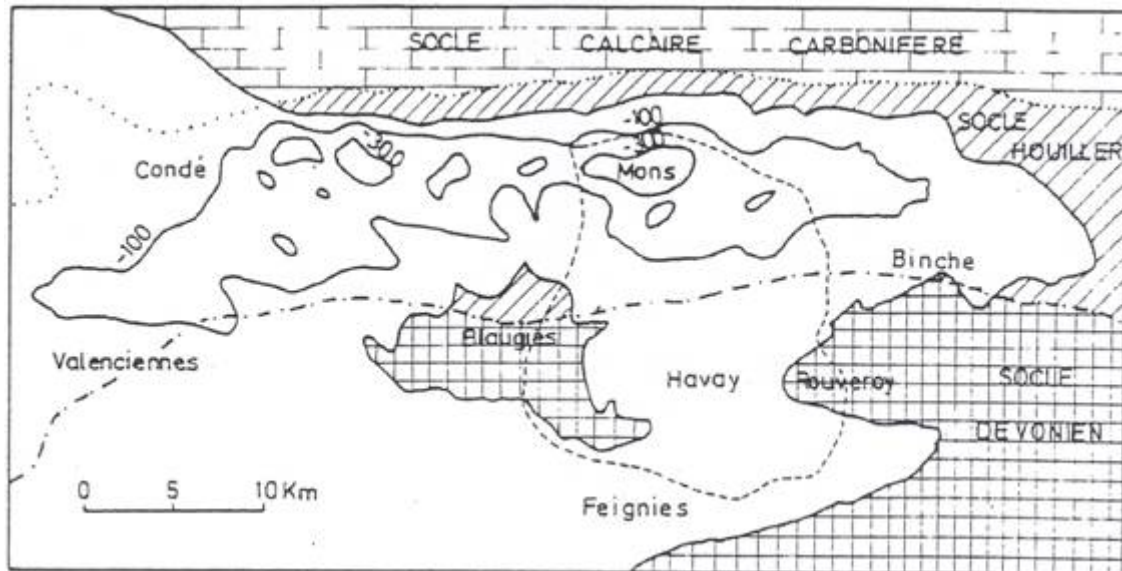 SOCLE CALCAIRE CARBONIFERE
-100
SOCLE
-300
-300
HOUILLER
Condé
Mons
-100
Binche
Blaugies
Valenciennes
Havay
Rouveroy
SOCLE
DEVONIEN
0 5 10 Km
Feignies